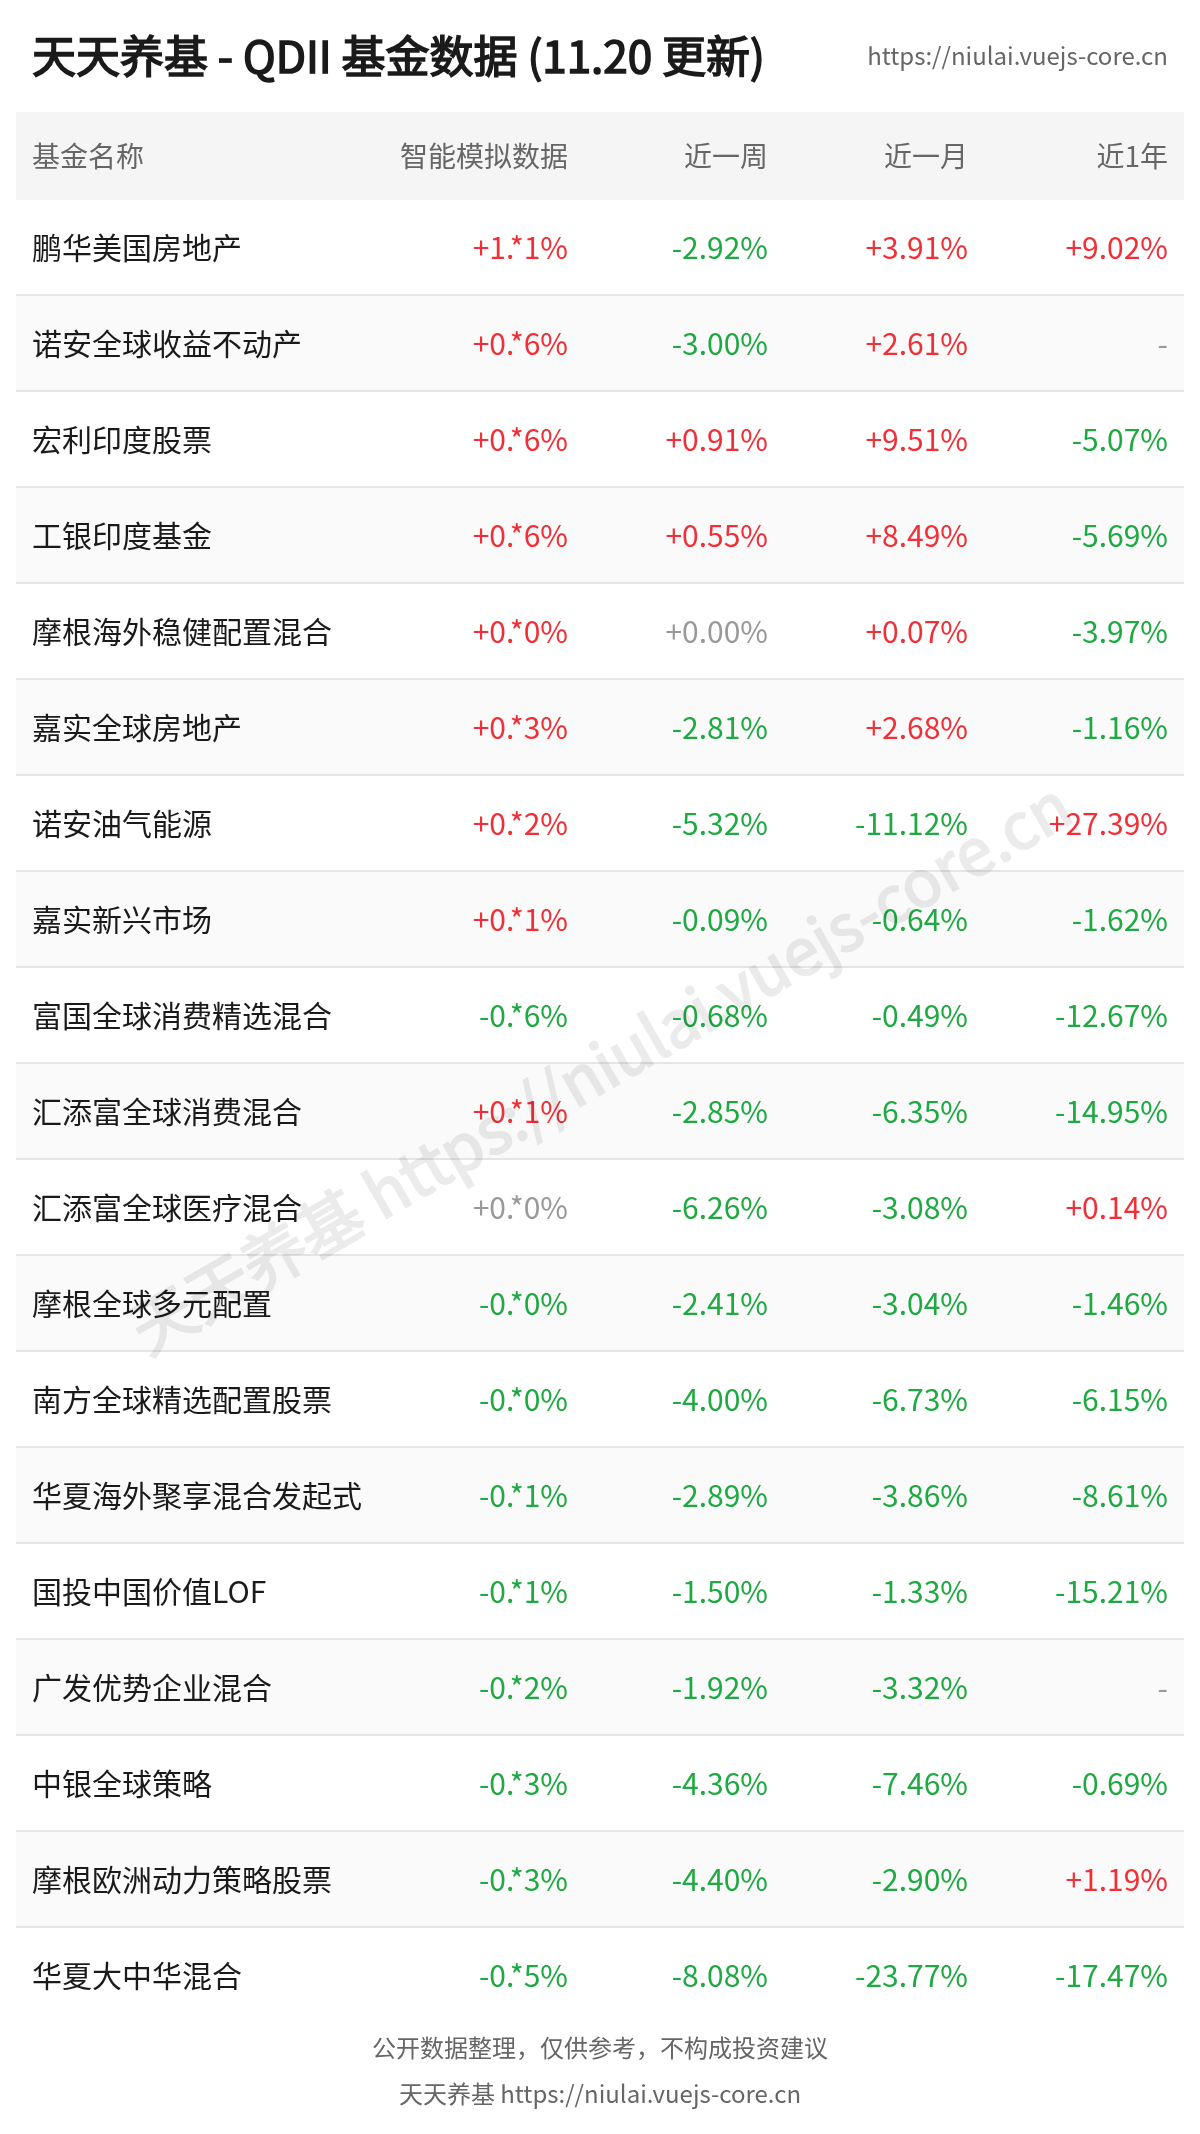 天天养基 - QDII 基金数据 (11.20 更新) https://niulai.vuejs-core.cn
基金名称 智能模拟数据 近一周 近一月 近1年
鹏华美国房地产 +1.*1% -2.92% +3.91% +9.02%
诺安全球收益不动产 +0.*6% -3.00% +2.61% -
宏利印度股票 +0.*6% +0.91% +9.51% -5.07%
工银印度基金 +0.*6% +0.55% +8.49% -5.69%
摩根海外稳健配置混合 +0.*0% +0.00% +0.07% -3.97%
嘉实全球房地产 +0.*3% -2.81% +2.68% -1.16%
诺安油气能源 +0.*2% -5.32% -11.12% +27.39%
嘉实新兴市场 +0.*1% -0.09% -0.64% -1.62%
富国全球消费精选混合 -0.*6% -0.68% -0.49% -12.67%
汇添富全球消费混合 +0.*1% -2.85% -6.35% -14.95%
汇添富全球医疗混合 +0.*0% -6.26% -3.08% +0.14%
摩根全球多元配置 -0.*0% -2.41% -3.04% -1.46%
南方全球精选配置股票 -0.*0% -4.00% -6.73% -6.15%
华夏海外聚享混合发起式 -0.*1% -2.89% -3.86% -8.61%
国投中国价值LOF -0.*1% -1.50% -1.33% -15.21%
广发优势企业混合 -0.*2% -1.92% -3.32% -
中银全球策略 -0.*3% -4.36% -7.46% -0.69%
摩根欧洲动力策略股票 -0.*3% -4.40% -2.90% +1.19%
华夏大中华混合 -0.*5% -8.08% -23.77% -17.47%
公开数据整理，仅供参考，不构成投资建议
天天养基 https://niulai.vuejs-core.cn
天天养基 https://niulai.vuejs-core.cn